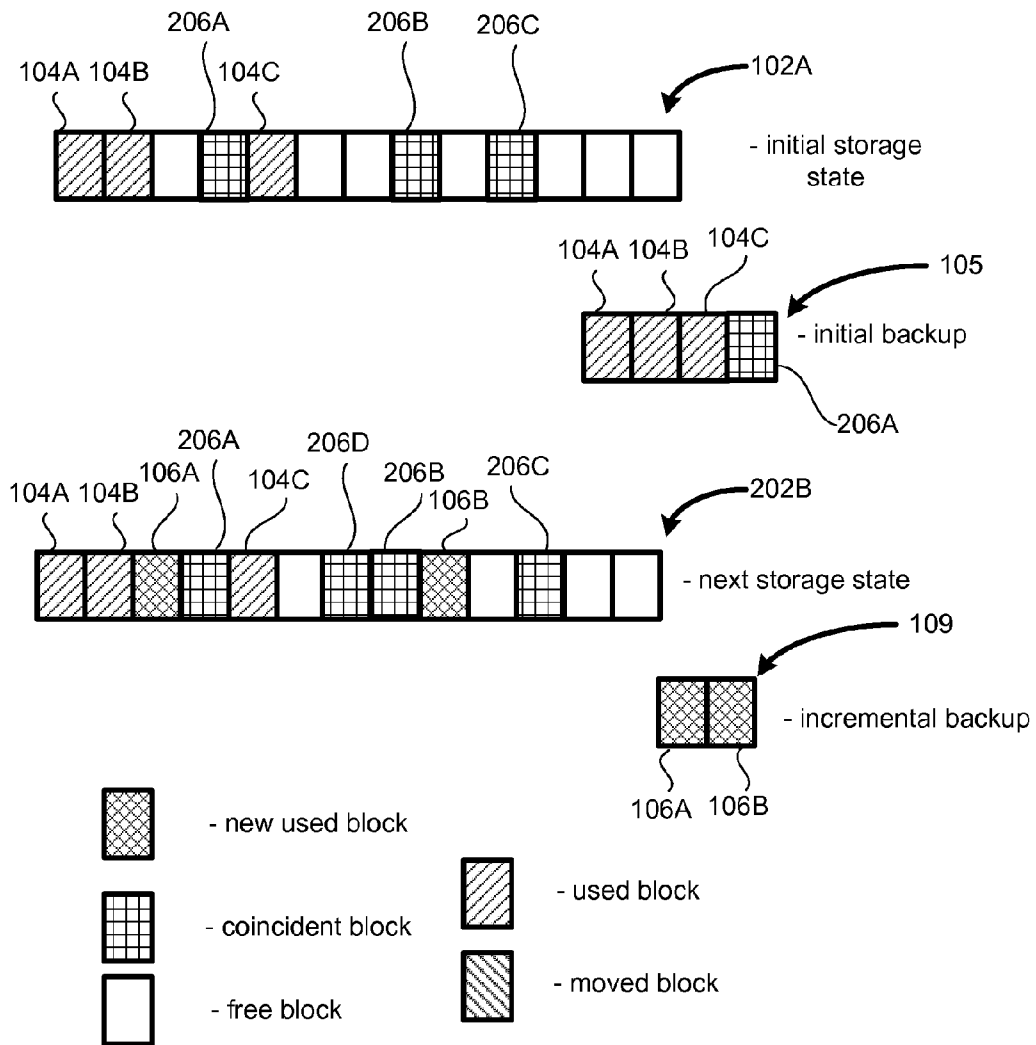 206A 206B 206C
104A 104B 104C 102A
- initial storage
state
104A 104B 104C 105
- initial backup
206A
206A 206D
104A 104B 106A 104C 206B 106B 206C 202B
- next storage state
109
- incremental backup
106A 106B
- new used block
- used block
- coincident block
- moved block
- free block